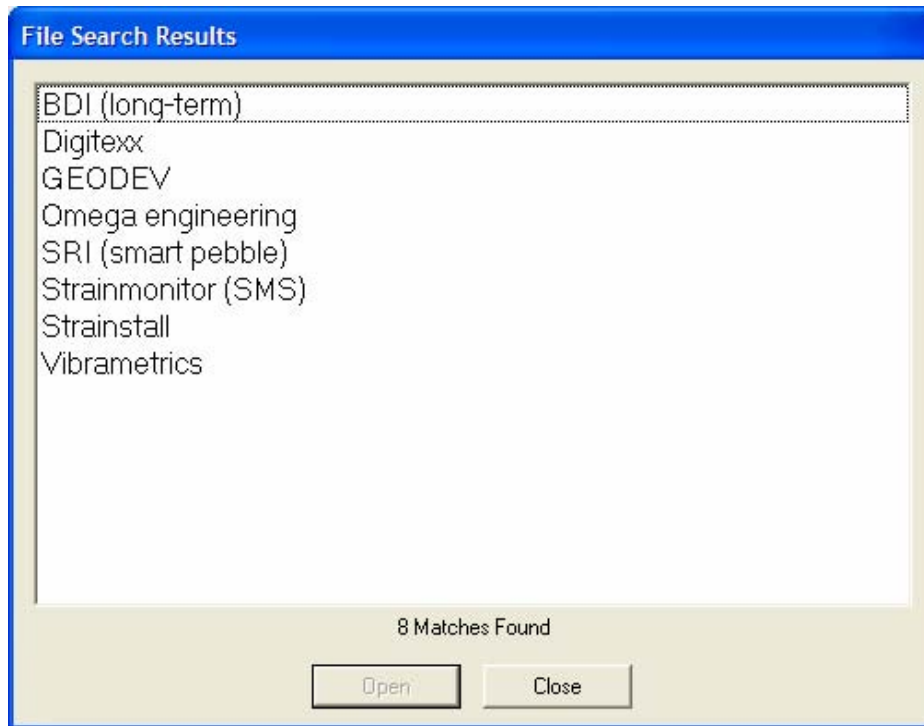 File Search Results
BDI (long-term)
Digitexx
GEODEV
Omega engineering
SRI (smart pebble)
Strainmonitor (SMS)
Strainstall
Vibrametrics
8 Matches Found
Open Close